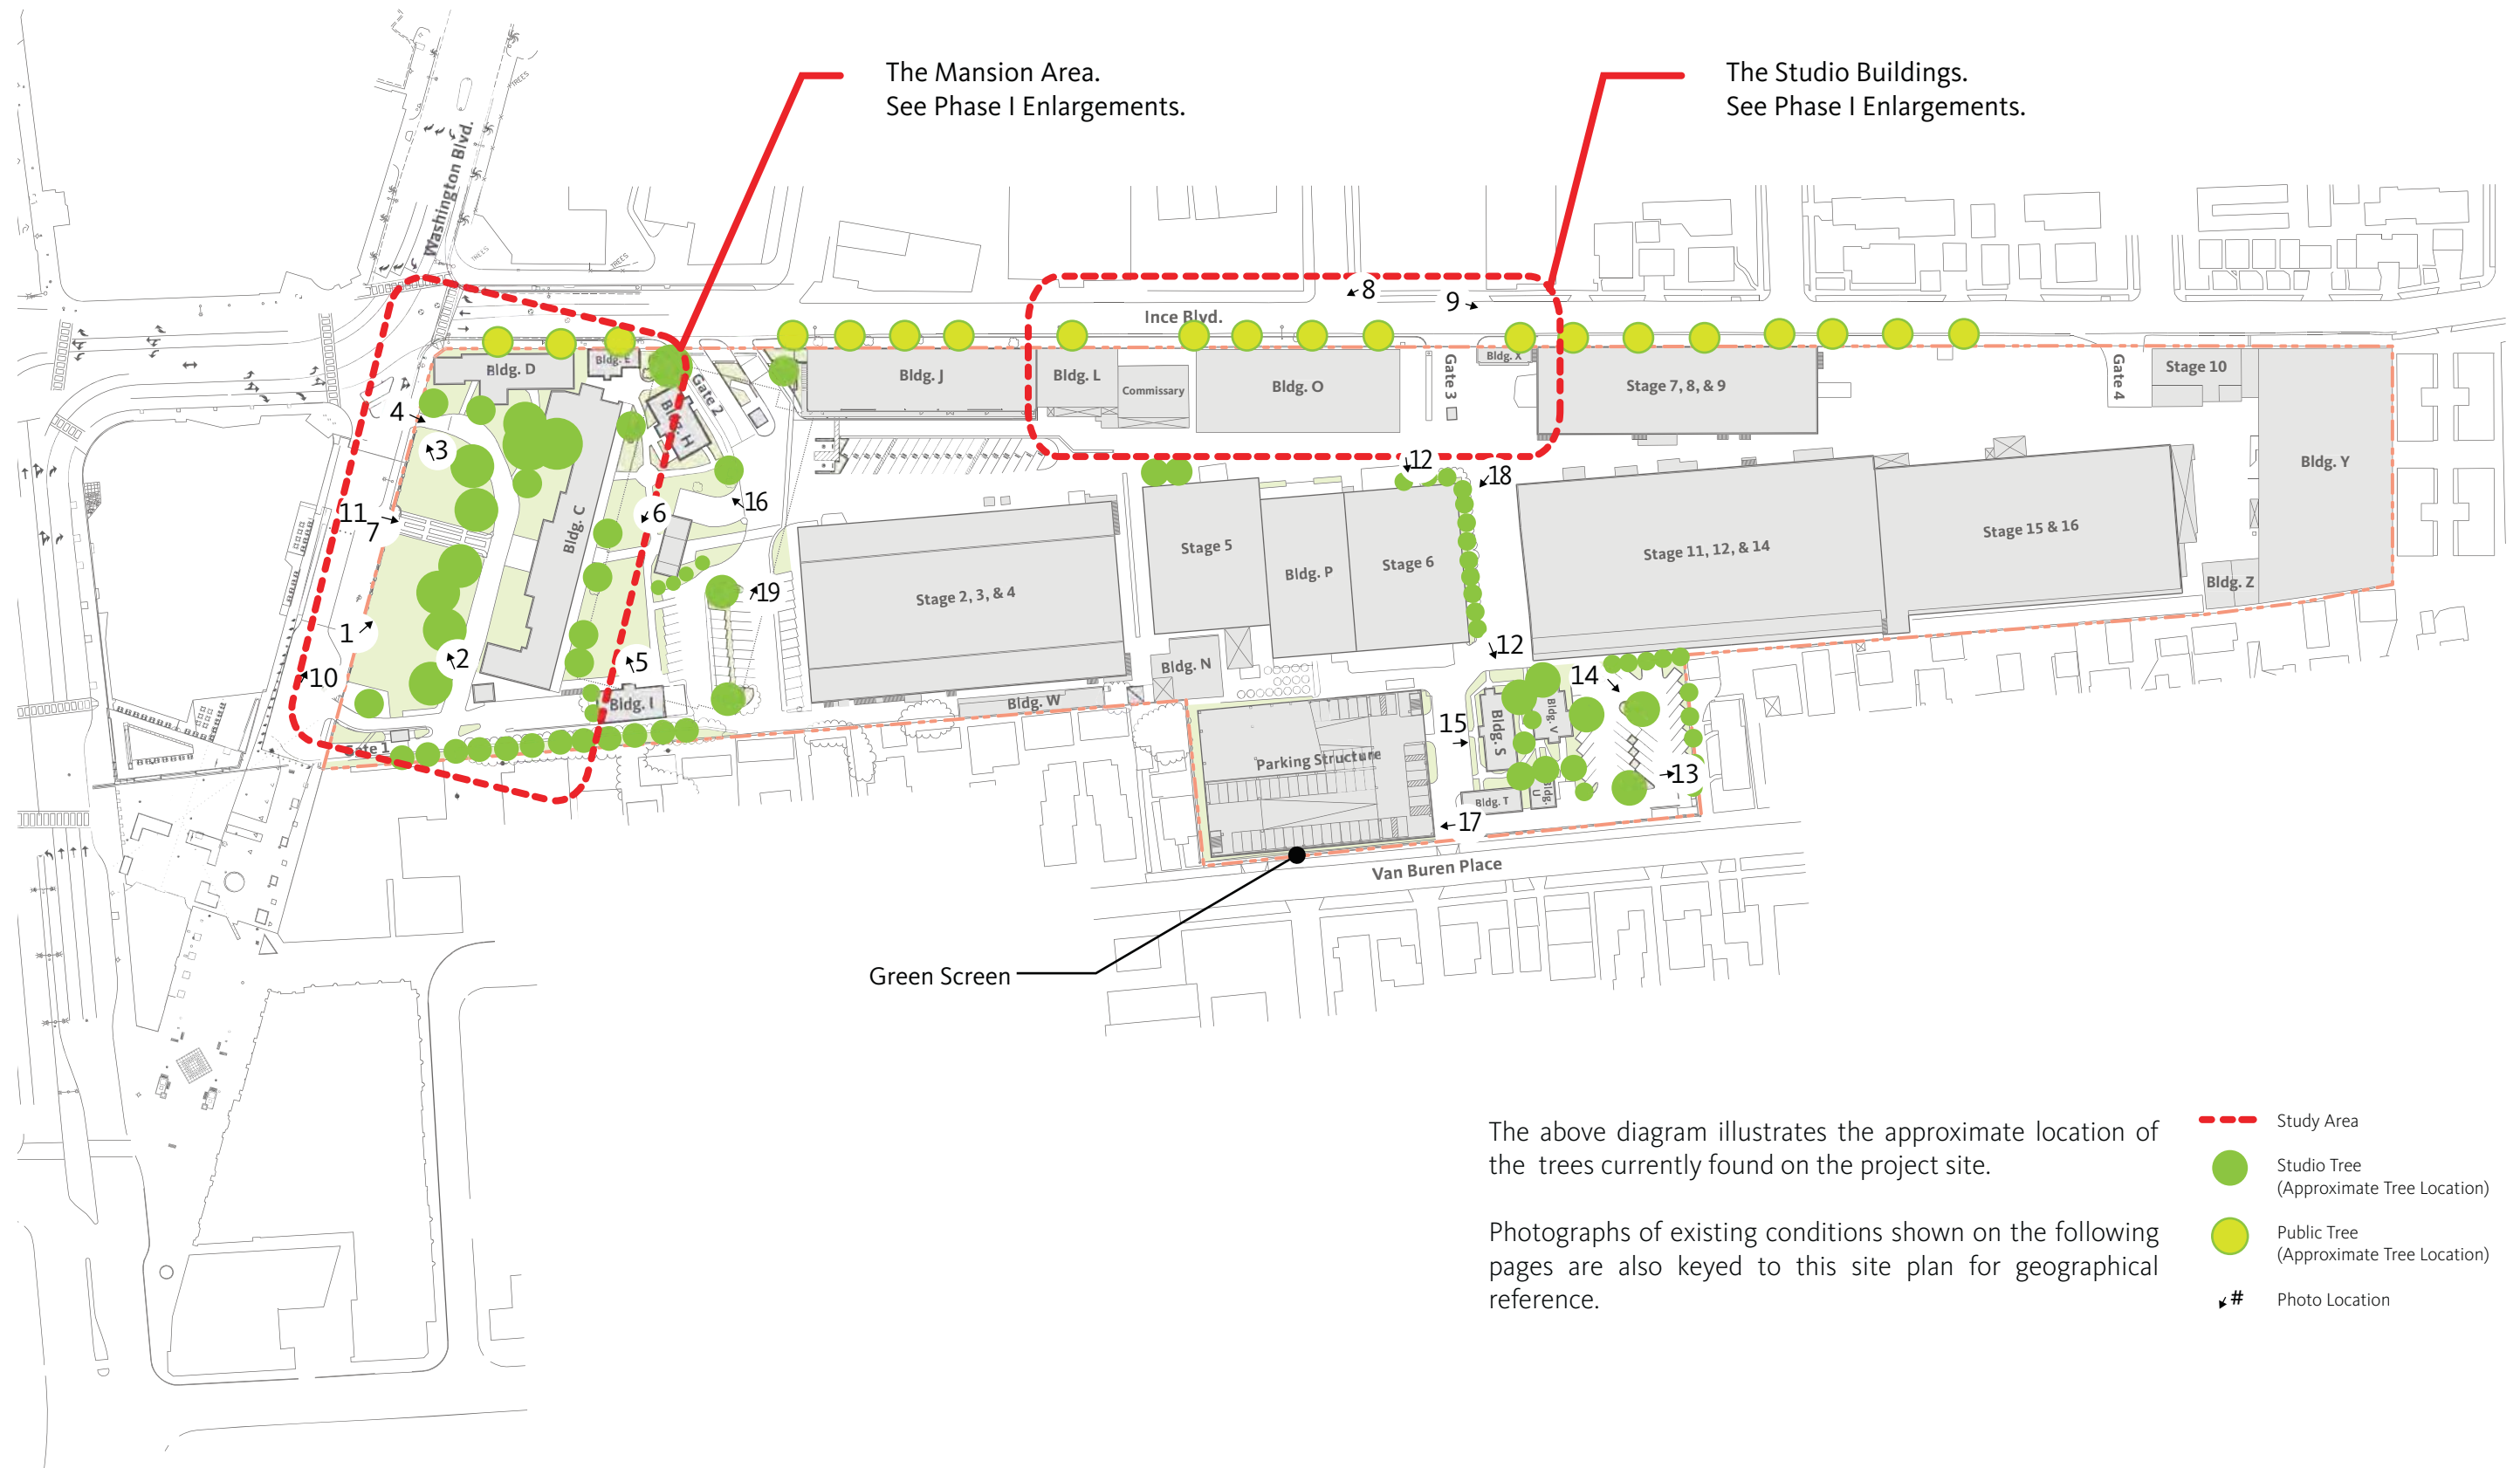 The Mansion Area.
See Phase I Enlargements.
The Studio Buildings.
See Phase I Enlargements.
TREES
Washington Blvd.
TREES
TREES
8
9
Ince Blvd.
Bldg. D
Bldg. E
Gate 2
Bldg. H
Bldg. J
Bldg. L
Commissary
Bldg. O
Gate 3
Bldg. X
Stage 7, 8, & 9
Gate 4
Stage 10
Bldg. Y
4
3
11
7
Bldg. C
6
16
12
18
Stage 5
Bldg. P
Stage 6
Stage 11, 12, & 14
Stage 15 & 16
Bldg. Z
Stage 2, 3, & 4
19
1
2
5
10
Bldg. I
Gate 1
Bldg. W
Bldg. N
12
14
15
Bldg. S
Bldg. V
13
Bldg. T
Bldg. U
17
Parking Structure
Van Buren Place
Green Screen
The above diagram illustrates the approximate location of
the trees currently found on the project site.
Photographs of existing conditions shown on the following
pages are also keyed to this site plan for geographical
reference.
Study Area
Studio Tree
(Approximate Tree Location)
Public Tree
(Approximate Tree Location)
#
Photo Location